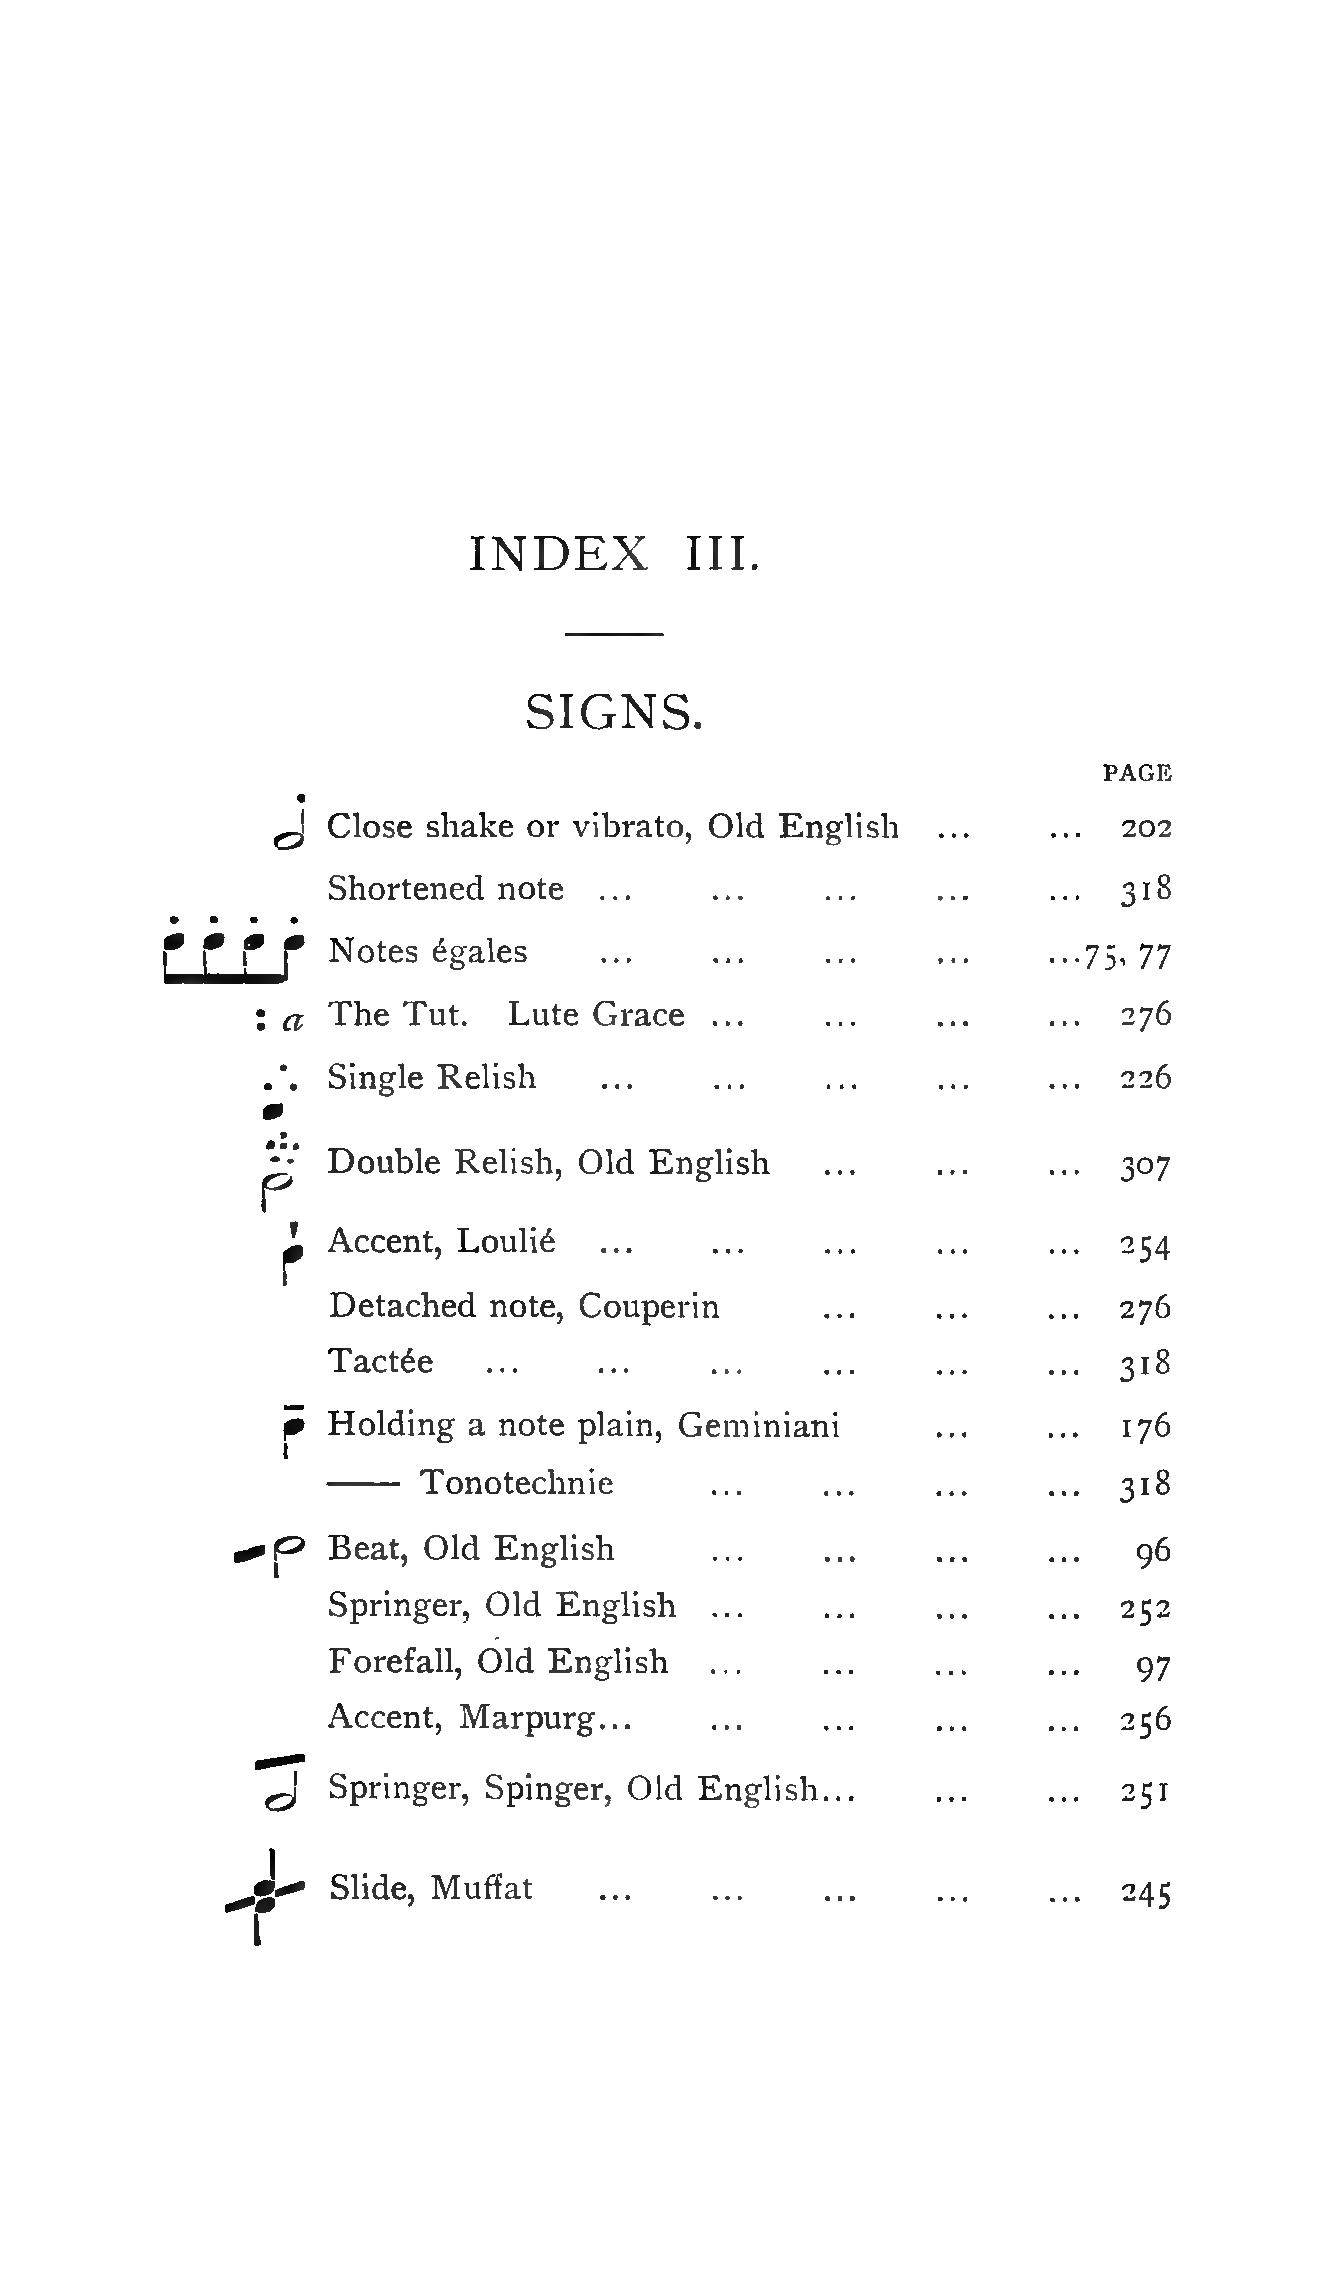 INDEX III.
SIGNS.
PAGE
Close shake or vibrato, Old English ... ... 202
Shortened note ... ... ... ... ... 318
Notes égales ... ... ... ... ...75, 77
: a The Tut. Lute Grace ... ... ... ... 276
Single Relish ... ... ... ... ... 226
Double Relish, Old English ... ... ... 307
Accent, Loulié ... ... ... ... ... 254
Detached note, Couperin ... ... ... 276
Tactée ... ... ... ... ... ... 318
Holding a note plain, Geminiani ... ... 176
—— Tonotechnie ... ... ... ... 318
Beat, Old English ... ... ... ... 96
Springer, Old English ... ... ... ... 252
Forefall, Old English ... ... ... ... 97
Accent, Marpurg... ... ... ... ... 256
Springer, Spinger, Old English... ... ... 251
Slide, Muffat ... ... ... ... ... 245